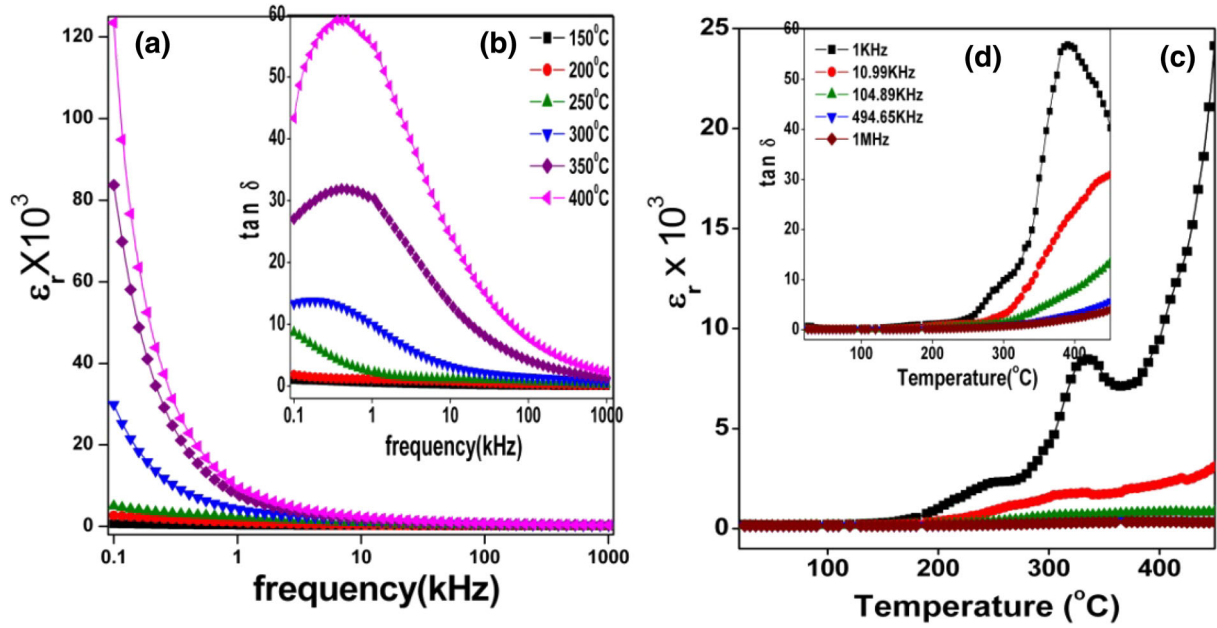 (a)
120
100
80
60
40
20
0
εr X10³
0.1 1 10 100 1000
frequency(kHz)
(b)
60
50
40
30
20
10
0
tan δ
150⁰C
200⁰C
250⁰C
300⁰C
350⁰C
400⁰C
0.1 1 10 100 1000
frequency(kHz)
(c)
25
20
15
10
5
0
εr x 10³
100 200 300 400
Temperature (°C)
(d)
60
50
40
30
20
10
0
tan δ
1KHz
10.99KHz
104.89KHz
494.65KHz
1MHz
100 200 300 400
Temperature(°C)